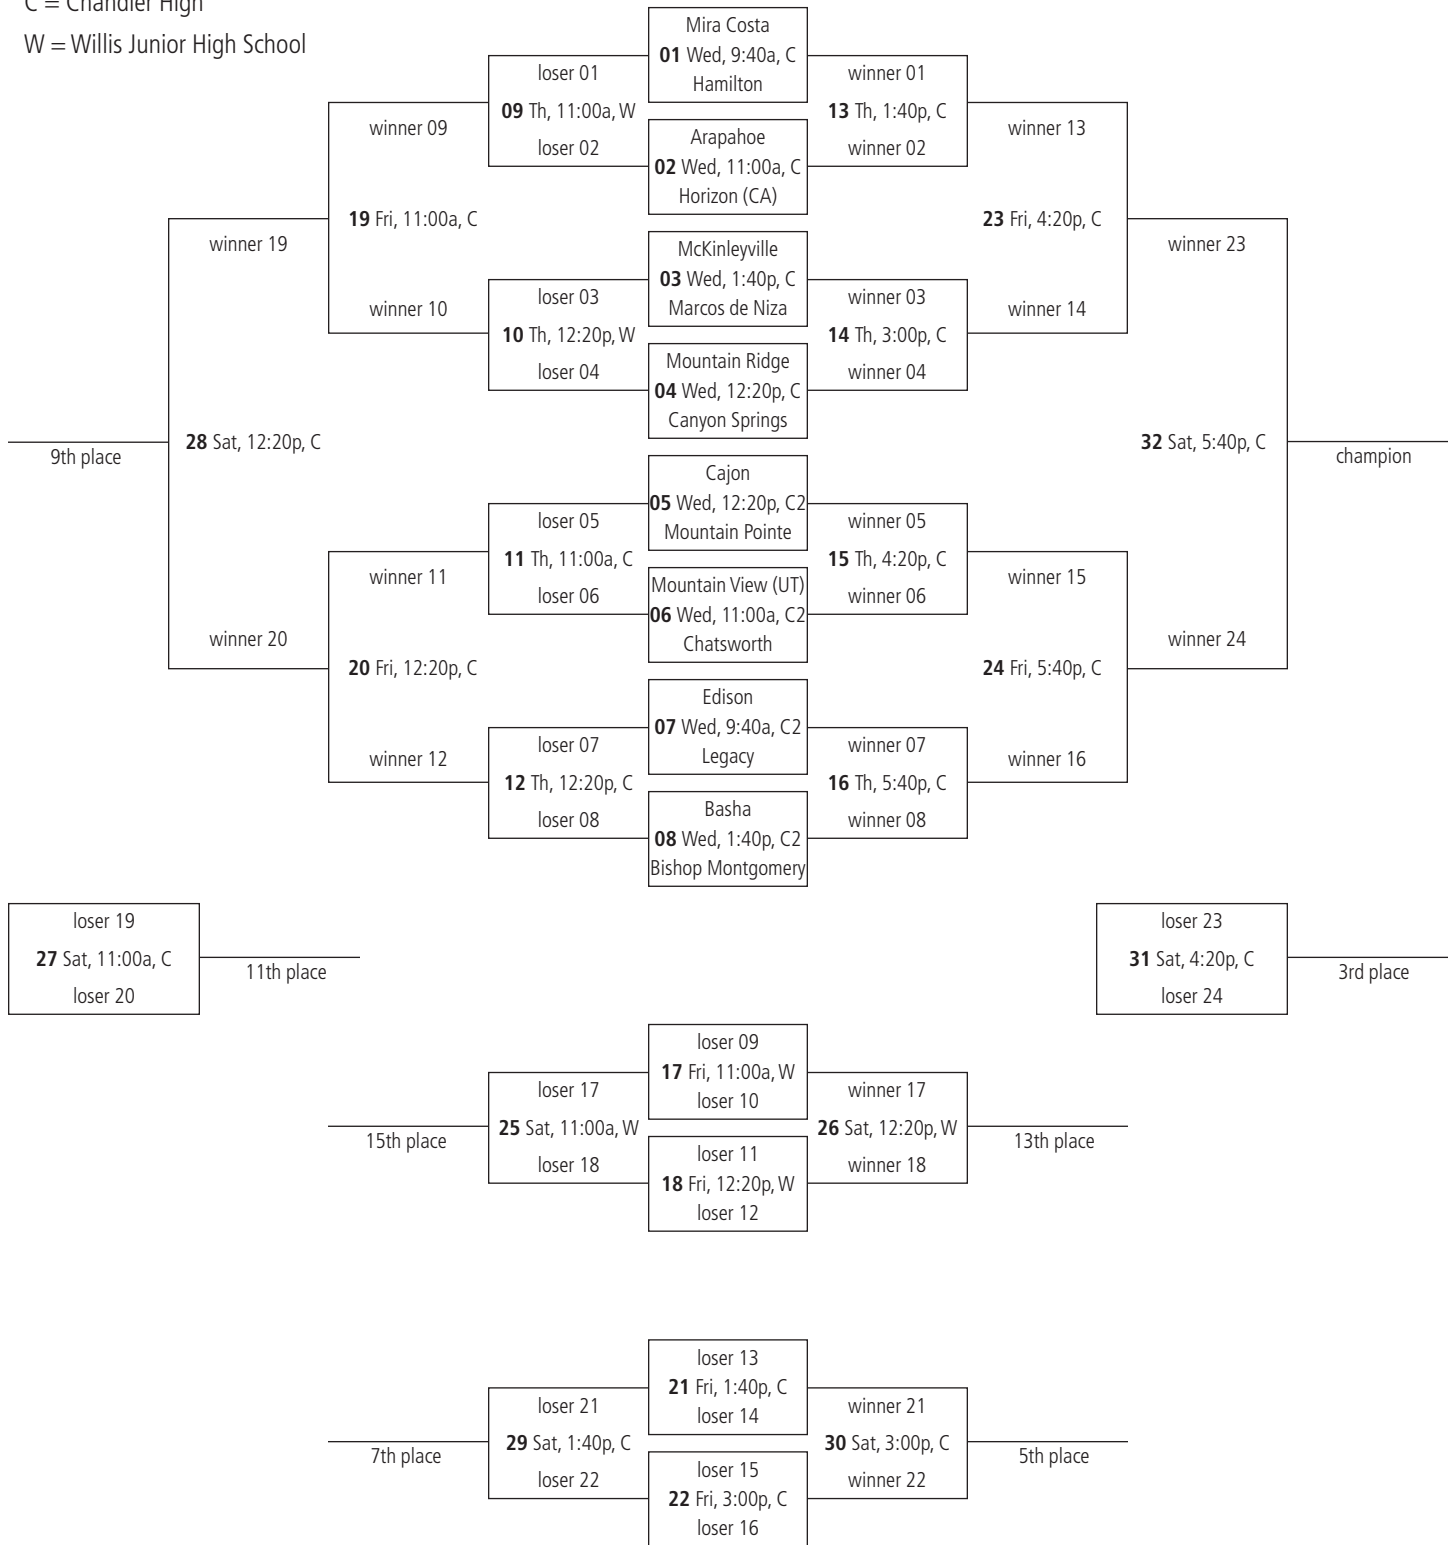 C = Chandler High
W = Willis Junior High School
Mira Costa
01 Wed, 9:40a, C
Hamilton
Arapahoe
02 Wed, 11:00a, C
Horizon (CA)
McKinleyville
03 Wed, 1:40p, C
Marcos de Niza
Mountain Ridge
04 Wed, 12:20p, C
Canyon Springs
Cajon
05 Wed, 12:20p, C2
Mountain Pointe
Mountain View (UT)
06 Wed, 11:00a, C2
Chatsworth
Edison
07 Wed, 9:40a, C2
Legacy
Basha
08 Wed, 1:40p, C2
Bishop Montgomery
loser 01
09 Th, 11:00a, W
loser 02
loser 03
10 Th, 12:20p, W
loser 04
loser 05
11 Th, 11:00a, C
loser 06
loser 07
12 Th, 12:20p, C
loser 08
winner 09
19 Fri, 11:00a, C
winner 10
winner 11
20 Fri, 12:20p, C
winner 12
winner 19
28 Sat, 12:20p, C
winner 20
9th place
winner 01
13 Th, 1:40p, C
winner 02
winner 03
14 Th, 3:00p, C
winner 04
winner 05
15 Th, 4:20p, C
winner 06
winner 07
16 Th, 5:40p, C
winner 08
winner 13
23 Fri, 4:20p, C
winner 14
winner 15
24 Fri, 5:40p, C
winner 16
winner 23
32 Sat, 5:40p, C
winner 24
champion
loser 19
27 Sat, 11:00a, C
loser 20
11th place
loser 23
31 Sat, 4:20p, C
loser 24
3rd place
loser 09
17 Fri, 11:00a, W
loser 10
loser 11
18 Fri, 12:20p, W
loser 12
loser 17
25 Sat, 11:00a, W
loser 18
15th place
winner 17
26 Sat, 12:20p, W
winner 18
13th place
loser 13
21 Fri, 1:40p, C
loser 14
loser 15
22 Fri, 3:00p, C
loser 16
loser 21
29 Sat, 1:40p, C
loser 22
7th place
winner 21
30 Sat, 3:00p, C
winner 22
5th place